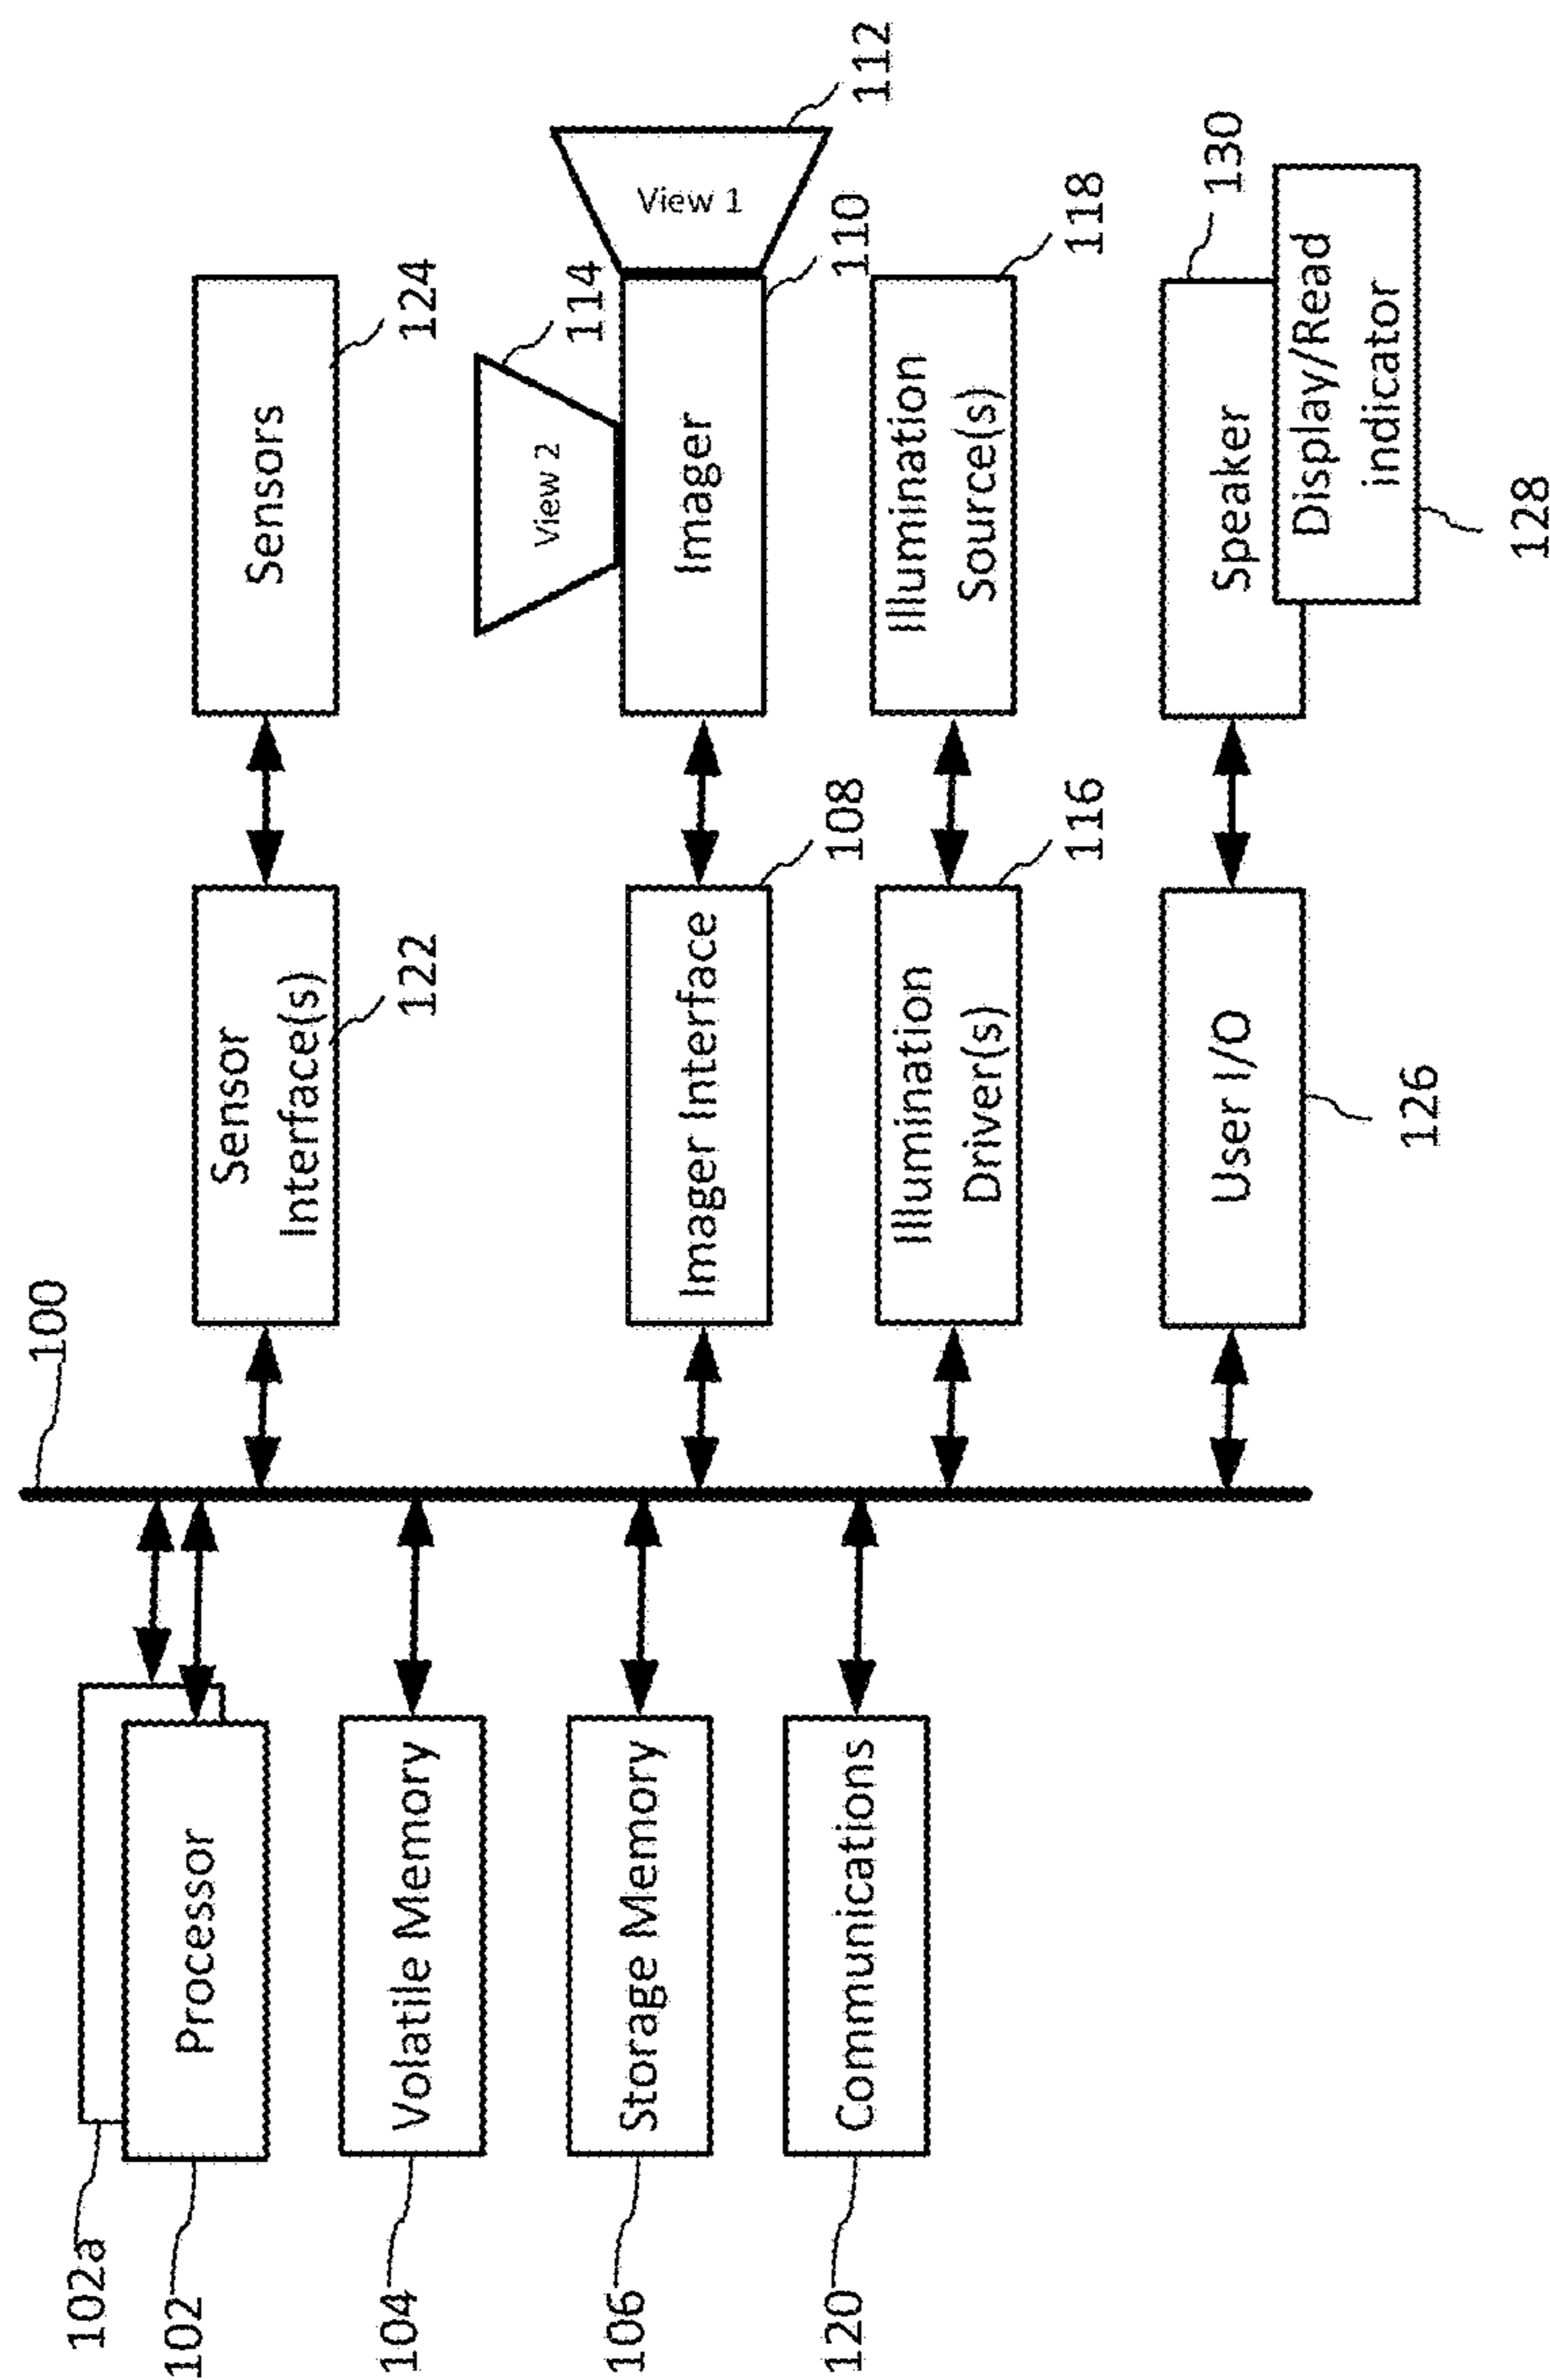 100
102a
102
Processor
104
Volatile Memory
106
Storage Memory
120
Communications
Sensor
Interface(s)
122
Sensors
124
Imager Interface
108
View 2
114
Imager
110
View 1
112
Illumination
Driver(s)
116
Illumination
Source(s)
118
User I/O
126
Speaker
130
Display/Read
indicator
128